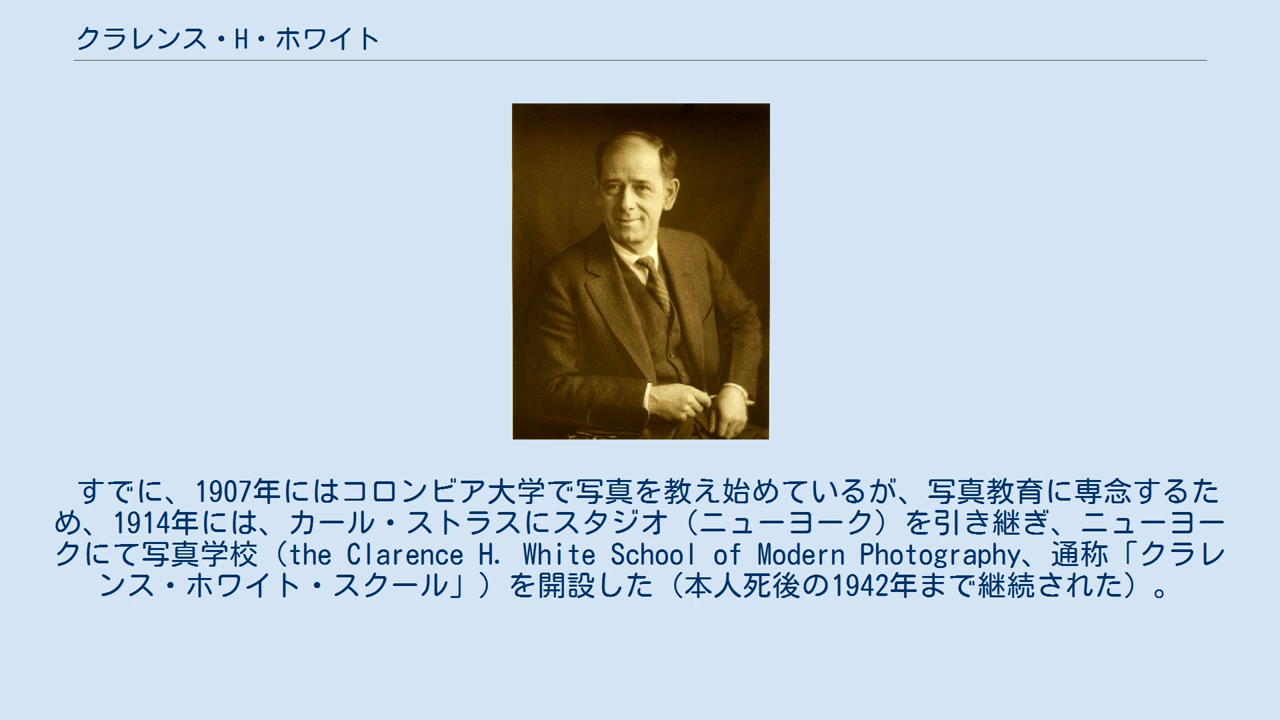 クラレンス・H・ホワイト
すでに、1907年にはコロンビア大学で写真を教え始めているが、写真教育に専念するた
め、1914年には、カール・ストラスにスタジオ（ニューヨーク）を引き継ぎ、ニューヨー
クにて写真学校（the Clarence H. White School of Modern Photography、通称「クラレ
ンス・ホワイト・スクール」）を開設した（本人死後の1942年まで継続された）。